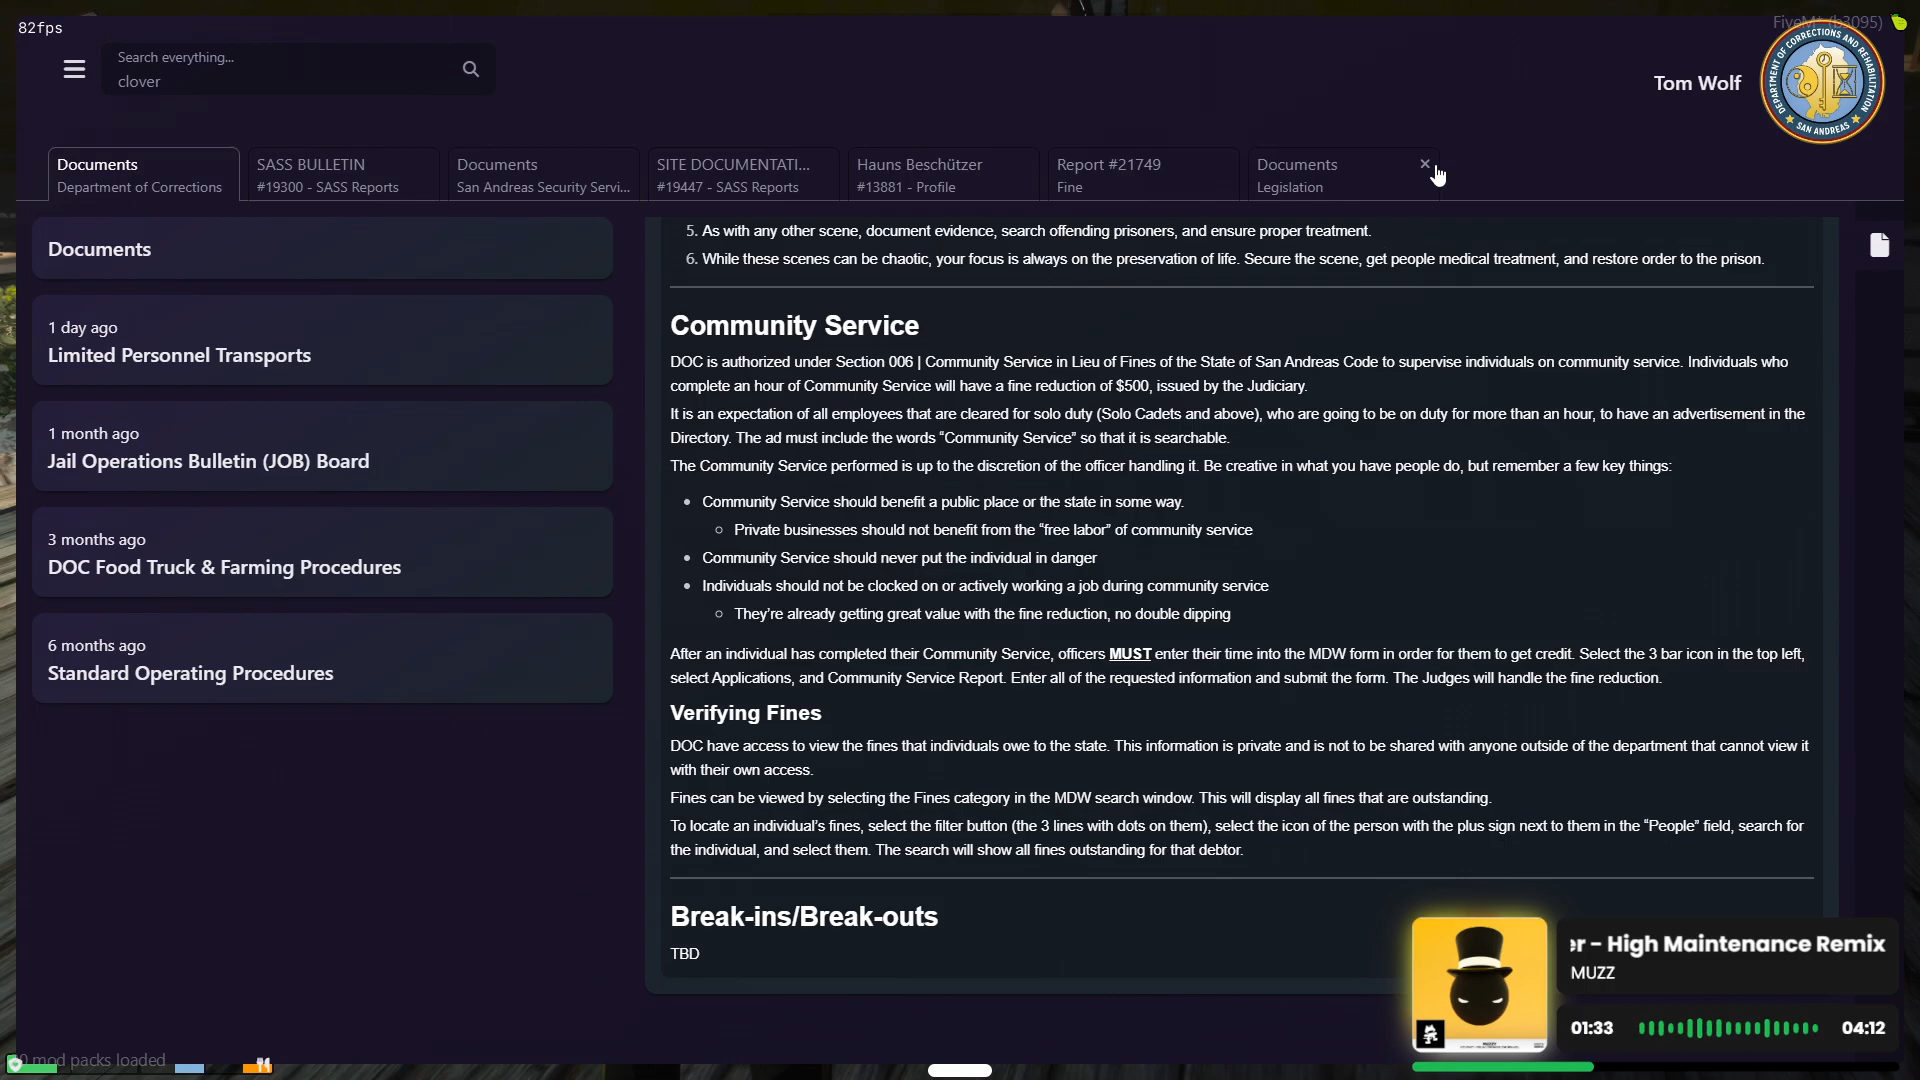 82fps
FiveM* (b3095)
Search everything...
clover
Tom Wolf
DEPARTMENT OF CORRECTIONS AND REHABILITATION
SAN ANDREAS
Documents
Department of Corrections
SASS BULLETIN
#19300 - SASS Reports
Documents
San Andreas Security Servi...
SITE DOCUMENTATI...
#19447 - SASS Reports
Hauns Beschützer
#13881 - Profile
Report #21749
Fine
Documents
Legislation
Documents
1 day ago
Limited Personnel Transports
1 month ago
Jail Operations Bulletin (JOB) Board
3 months ago
DOC Food Truck & Farming Procedures
6 months ago
Standard Operating Procedures
5. As with any other scene, document evidence, search offending prisoners, and ensure proper treatment.
6. While these scenes can be chaotic, your focus is always on the preservation of life. Secure the scene, get people medical treatment, and restore order to the prison.
Community Service
DOC is authorized under Section 006 | Community Service in Lieu of Fines of the State of San Andreas Code to supervise individuals on community service. Individuals who
complete an hour of Community Service will have a fine reduction of $500, issued by the Judiciary.
It is an expectation of all employees that are cleared for solo duty (Solo Cadets and above), who are going to be on duty for more than an hour, to have an advertisement in the
Directory. The ad must include the words “Community Service” so that it is searchable.
The Community Service performed is up to the discretion of the officer handling it. Be creative in what you have people do, but remember a few key things:
Community Service should benefit a public place or the state in some way.
Private businesses should not benefit from the “free labor” of community service
Community Service should never put the individual in danger
Individuals should not be clocked on or actively working a job during community service
They’re already getting great value with the fine reduction, no double dipping
After an individual has completed their Community Service, officers MUST enter their time into the MDW form in order for them to get credit. Select the 3 bar icon in the top left,
select Applications, and Community Service Report. Enter all of the requested information and submit the form. The Judges will handle the fine reduction.
Verifying Fines
DOC have access to view the fines that individuals owe to the state. This information is private and is not to be shared with anyone outside of the department that cannot view it
with their own access.
Fines can be viewed by selecting the Fines category in the MDW search window. This will display all fines that are outstanding.
To locate an individual’s fines, select the filter button (the 3 lines with dots on them), select the icon of the person with the plus sign next to them in the “People” field, search for
the individual, and select them. The search will show all fines outstanding for that debtor.
Break-ins/Break-outs
TBD
er - High Maintenance Remix
MUZZ
01:33
04:12
0 mod packs loaded